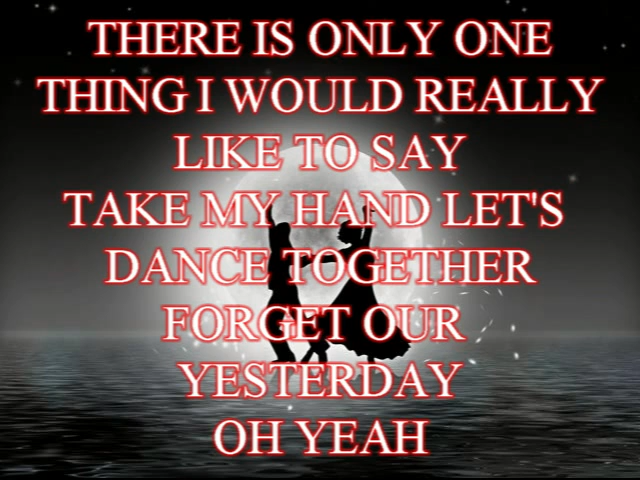 THERE IS ONLY ONE
THING I WOULD REALLY
LIKE TO SAY
TAKE MY HAND LET'S
DANCE TOGETHER
FORGET OUR
YESTERDAY
OH YEAH